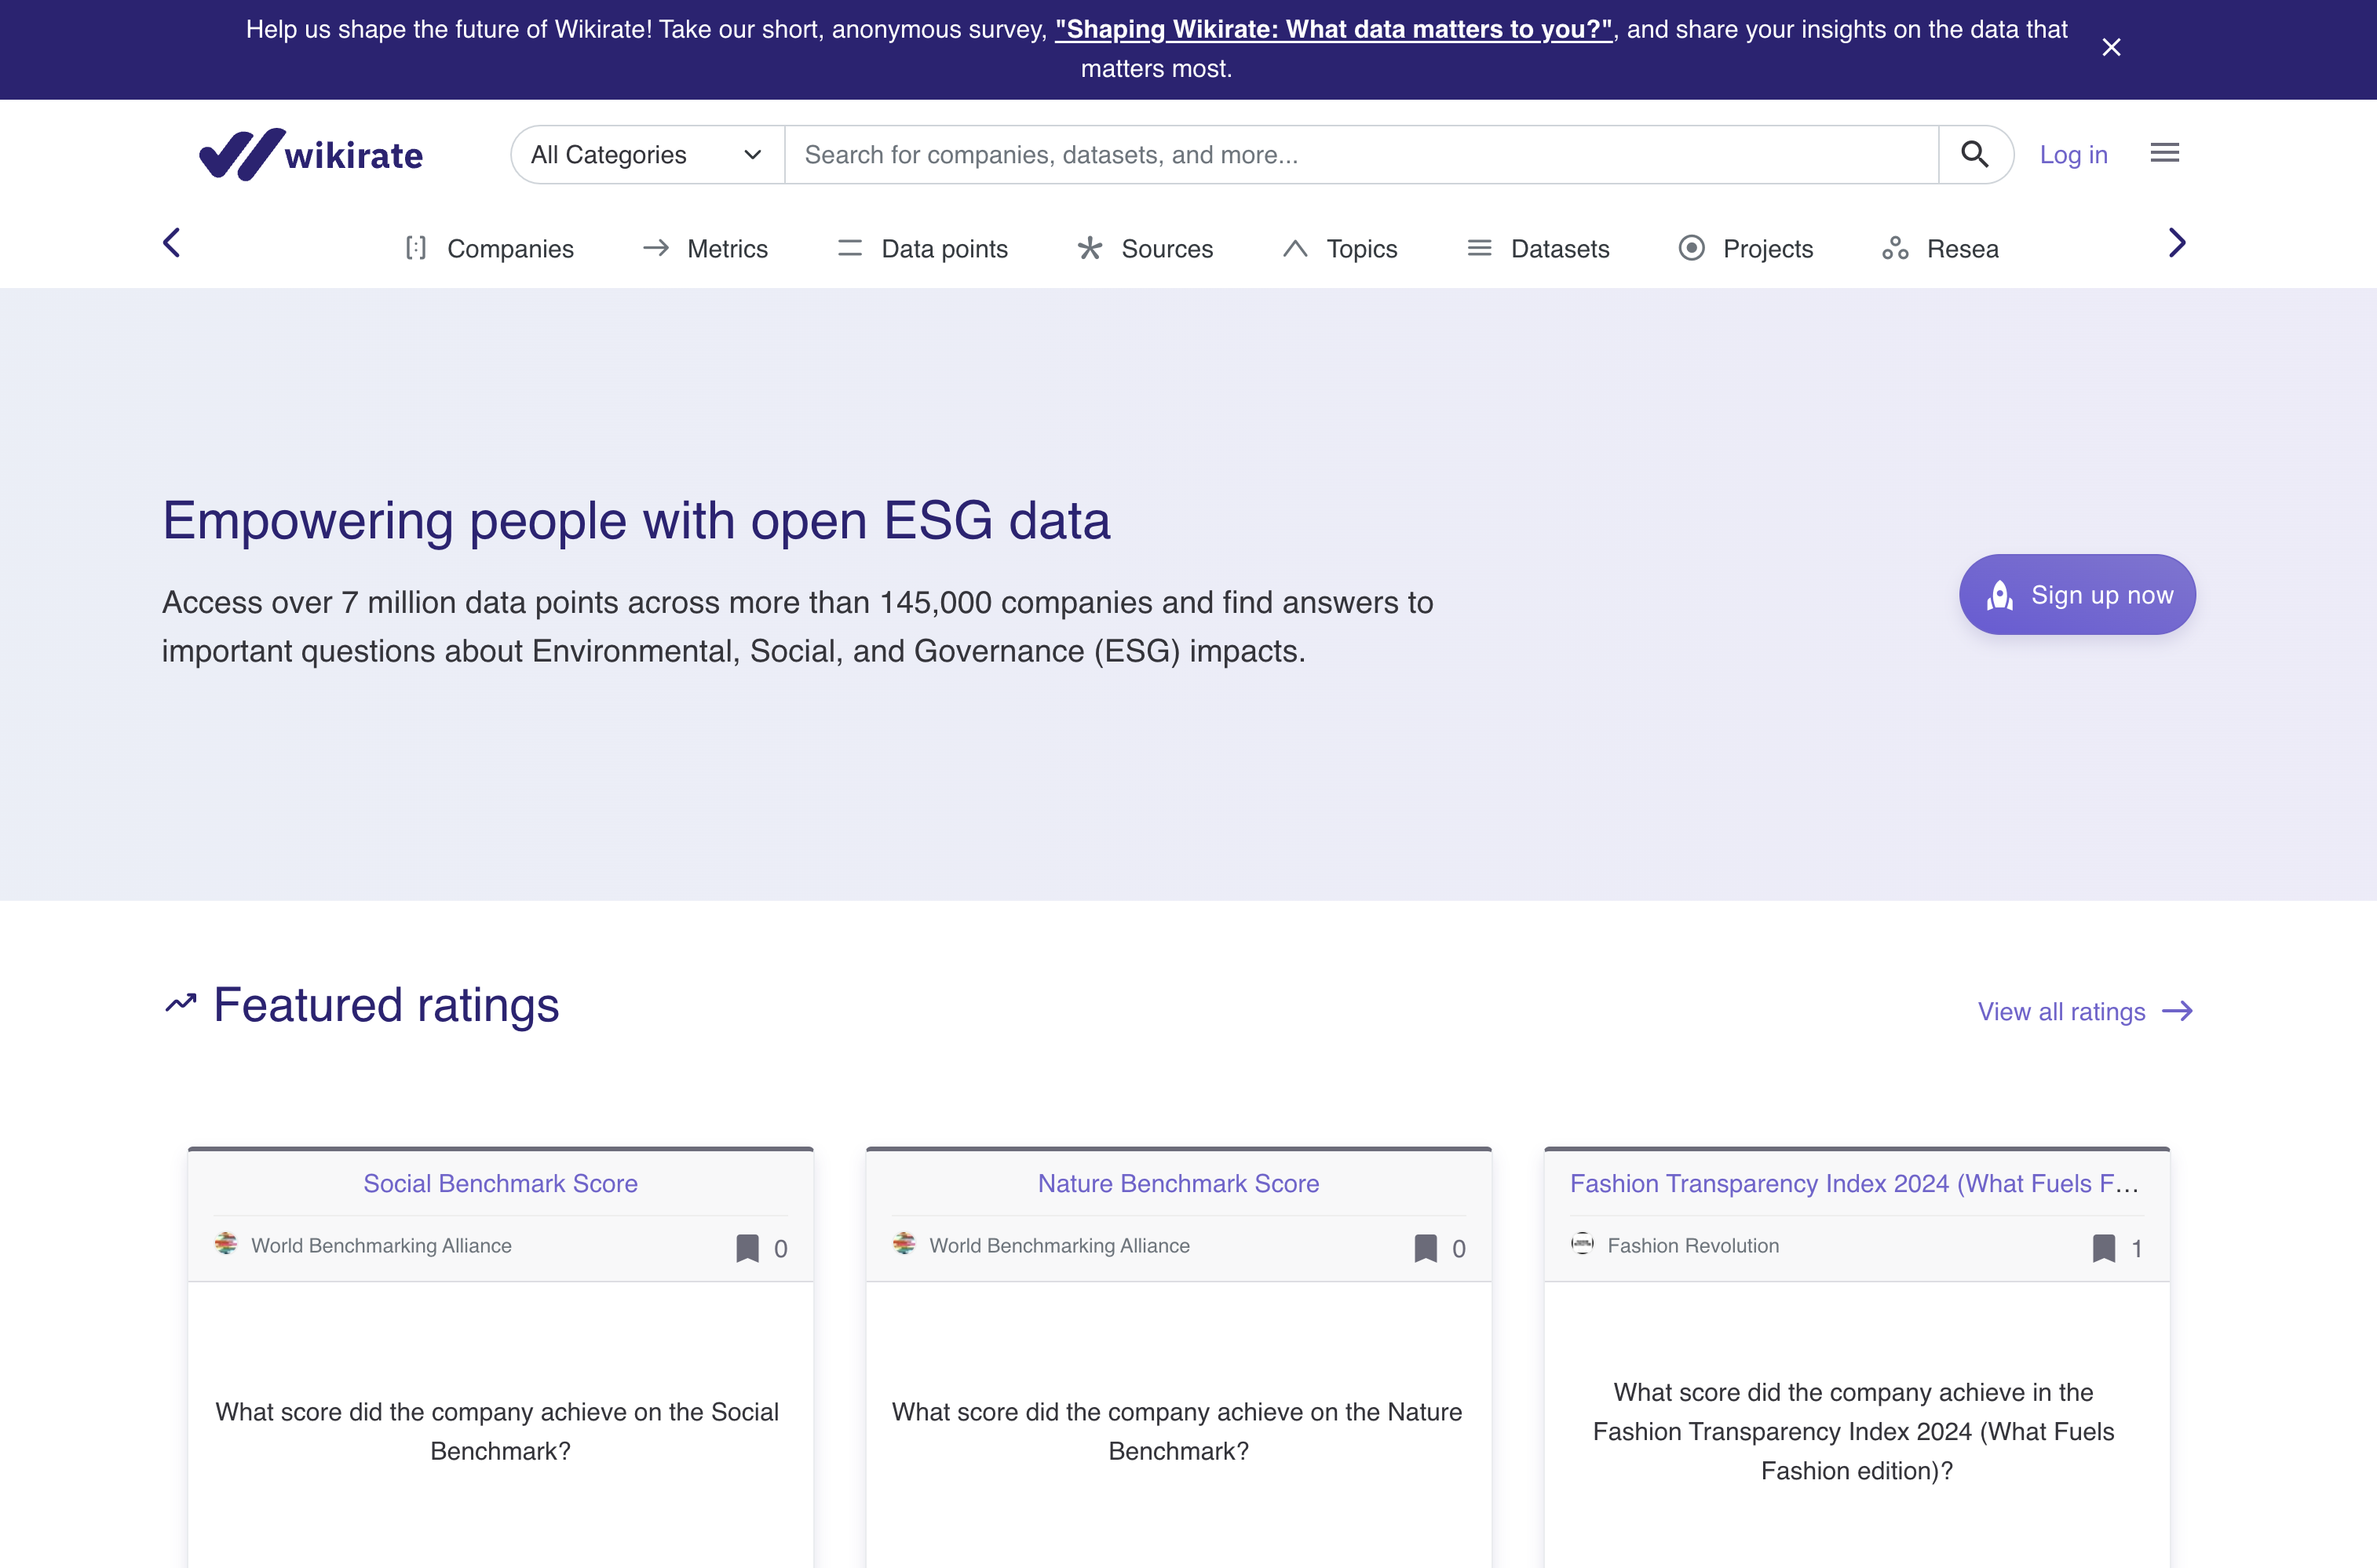 Help us shape the future of Wikirate! Take our short, anonymous survey, "Shaping Wikirate: What data matters to you?", and share your insights on the data that
matters most.
wikirate
All Categories
Search for companies, datasets, and more...
Log in
Companies
Metrics
Data points
Sources
Topics
Datasets
Projects
Resea
Empowering people with open ESG data
Access over 7 million data points across more than 145,000 companies and find answers to
important questions about Environmental, Social, and Governance (ESG) impacts.
Sign up now
Featured ratings
View all ratings
Social Benchmark Score
World Benchmarking Alliance
0
What score did the company achieve on the Social
Benchmark?
Nature Benchmark Score
World Benchmarking Alliance
0
What score did the company achieve on the Nature
Benchmark?
Fashion Transparency Index 2024 (What Fuels F...
Fashion Revolution
1
What score did the company achieve in the
Fashion Transparency Index 2024 (What Fuels
Fashion edition)?